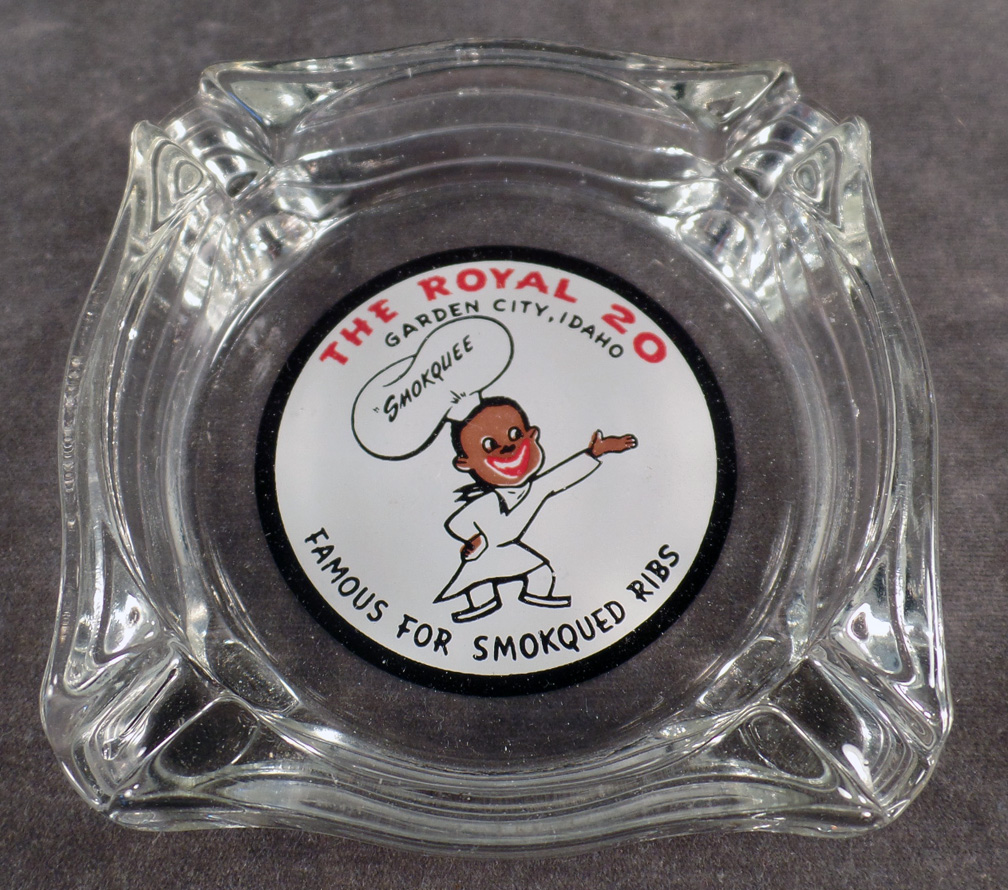 THE ROYAL 20
GARDEN CITY, IDAHO
"SMOKQUEE
FAMOUS FOR SMOKQUED RIBS